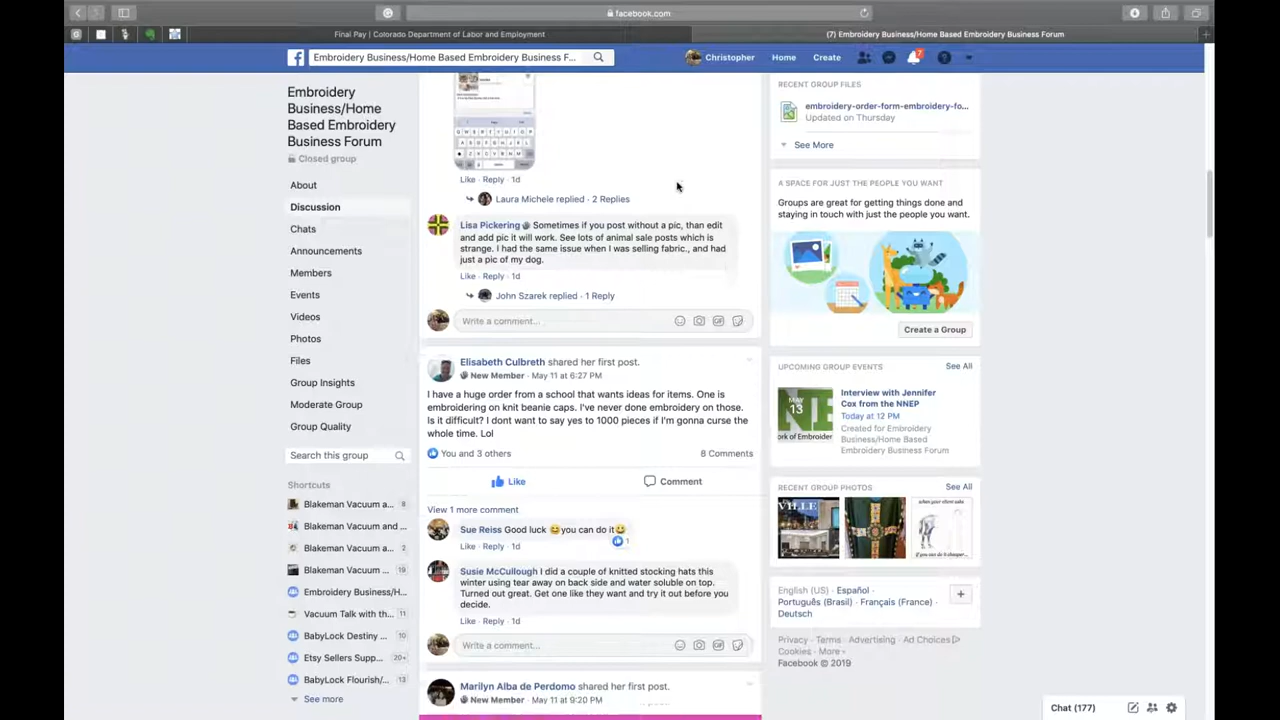 facebook.com
Final Pay | Colorado Department of Labor and Employment
(7) Embroidery Business/Home Based Embroidery Business Forum
Embroidery Business/Home Based Embroidery Business F...
Christopher
Home
Create
7
Embroidery
Business/Home
Based Embroidery
Business Forum
Closed group
About
Discussion
Chats
Announcements
Members
Events
Videos
Photos
Files
Group Insights
Moderate Group
Group Quality
Search this group
Shortcuts
Blakeman Vacuum a... 8
Blakeman Vacuum and ...
Blakeman Vacuum a... 2
Blakeman Vacuum ... 19
Embroidery Business/H...
Vacuum Talk with th... 11
BabyLock Destiny ... 10
Etsy Sellers Supp... 20+
BabyLock Flourish/... 13
See more
Like · Reply · 1d
Laura Michele replied · 2 Replies
Lisa Pickering Sometimes if you post without a pic, than edit
and add pic it will work. See lots of animal sale posts which is
strange. I had the same issue when I was selling fabric., and had
just a pic of my dog.
Like · Reply · 1d
John Szarek replied · 1 Reply
Write a comment...
Elisabeth Culbreth shared her first post.
New Member · May 11 at 6:27 PM
I have a huge order from a school that wants ideas for items. One is
embroidering on knit beanie caps. I've never done embroidery on those.
Is it difficult? I dont want to say yes to 1000 pieces if I'm gonna curse the
whole time. Lol
You and 3 others
8 Comments
Like
Comment
View 1 more comment
Sue Reiss Good luck 😄you can do it😀
1
Like · Reply · 1d
Susie McCullough I did a couple of knitted stocking hats this
winter using tear away on back side and water soluble on top.
Turned out great. Get one like they want and try it out before you
decide.
Like · Reply · 1d
Write a comment...
Marilyn Alba de Perdomo shared her first post.
New Member · May 11 at 9:20 PM
RECENT GROUP FILES
embroidery-order-form-embroidery-fo...
Updated on Thursday
See More
A SPACE FOR JUST THE PEOPLE YOU WANT
Groups are great for getting things done and
staying in touch with just the people you want.
Create a Group
UPCOMING GROUP EVENTS
See All
MAY
13
ork of Embroider
Interview with Jennifer
Cox from the NNEP
Today at 12 PM
Created for Embroidery
Business/Home Based
Embroidery Business Forum
RECENT GROUP PHOTOS
See All
VILLE
English (US) · Español ·
Português (Brasil) · Français (France) ·
Deutsch
Privacy · Terms · Advertising · Ad Choices
Cookies · More
Facebook © 2019
Chat (177)